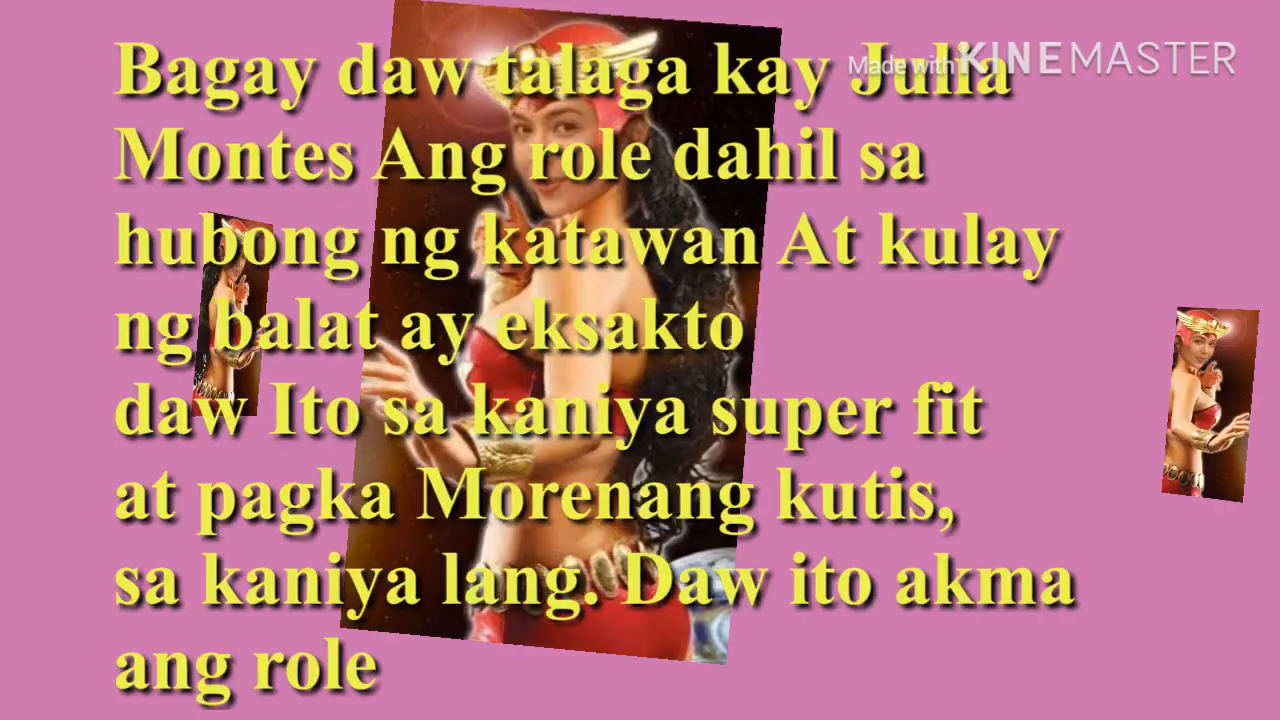 Bagay daw talaga kay Julia
Made with KINEMASTER
Montes Ang role dahil sa
hubong ng katawan At kulay
ng balat ay eksakto
daw Ito sa kaniya super fit
at pagka Morenang kutis,
sa kaniya lang. Daw ito akma
ang role